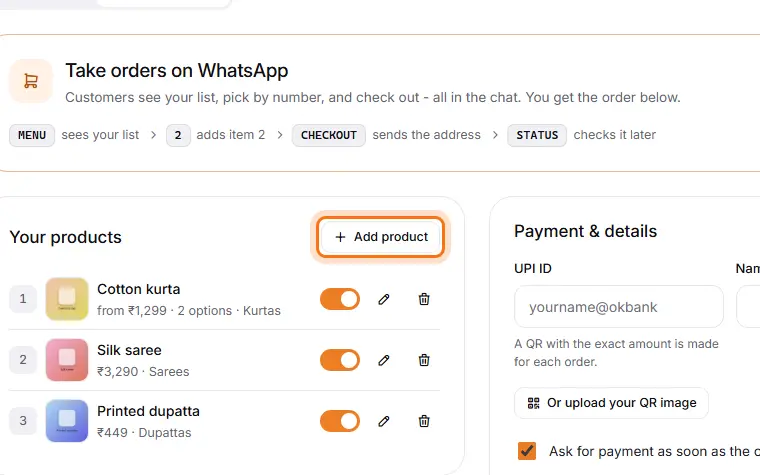 Take orders on WhatsApp
Customers see your list, pick by number, and check out - all in the chat. You get the order below.
MENU sees your list > 2 adds item 2 > CHECKOUT sends the address > STATUS checks it later
Your products
+ Add product
1
Cotton kurta
from ₹1,299 · 2 options · Kurtas
2
Silk saree
₹3,290 · Sarees
3
Printed dupatta
₹449 · Dupattas
Payment & details
UPI ID
yourname@okbank
A QR with the exact amount is made
for each order.
Or upload your QR image
Ask for payment as soon as the